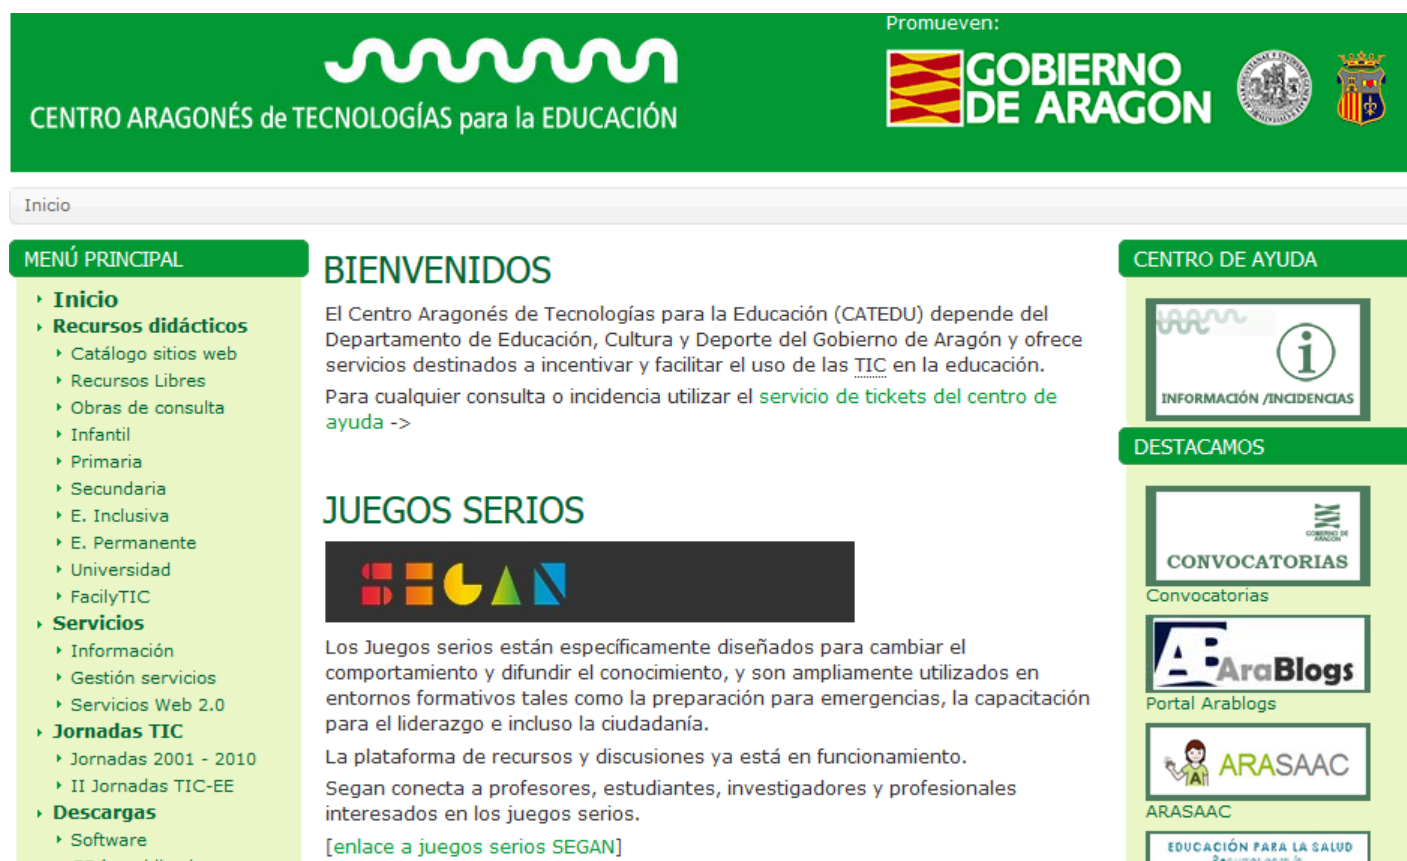 Promueven:
GOBIERNO
DE ARAGON
CENTRO ARAGONÉS de TECNOLOGÍAS para la EDUCACIÓN
Inicio
MENÚ PRINCIPAL
Inicio
Recursos didácticos
Catálogo sitios web
Recursos Libres
Obras de consulta
Infantil
Primaria
Secundaria
E. Inclusiva
E. Permanente
Universidad
FacilyTIC
Servicios
Información
Gestión servicios
Servicios Web 2.0
Jornadas TIC
Jornadas 2001 - 2010
II Jornadas TIC-EE
Descargas
Software
BIENVENIDOS
El Centro Aragonés de Tecnologías para la Educación (CATEDU) depende del
Departamento de Educación, Cultura y Deporte del Gobierno de Aragón y ofrece
servicios destinados a incentivar y facilitar el uso de las TIC en la educación.
Para cualquier consulta o incidencia utilizar el servicio de tickets del centro de
ayuda ->
JUEGOS SERIOS
SEGAN
Los Juegos serios están específicamente diseñados para cambiar el
comportamiento y difundir el conocimiento, y son ampliamente utilizados en
entornos formativos tales como la preparación para emergencias, la capacitación
para el liderazgo e incluso la ciudadanía.
La plataforma de recursos y discusiones ya está en funcionamiento.
Segan conecta a profesores, estudiantes, investigadores y profesionales
interesados en los juegos serios.
[enlace a juegos serios SEGAN]
CENTRO DE AYUDA
INFORMACIÓN /INCIDENCIAS
DESTACAMOS
GOBIERNO DE
ARAGON
CONVOCATORIAS
Convocatorias
AB
AraBlogs
Portal Arablogs
A
ARASAAC
ARASAAC
EDUCACIÓN PARA LA SALUD